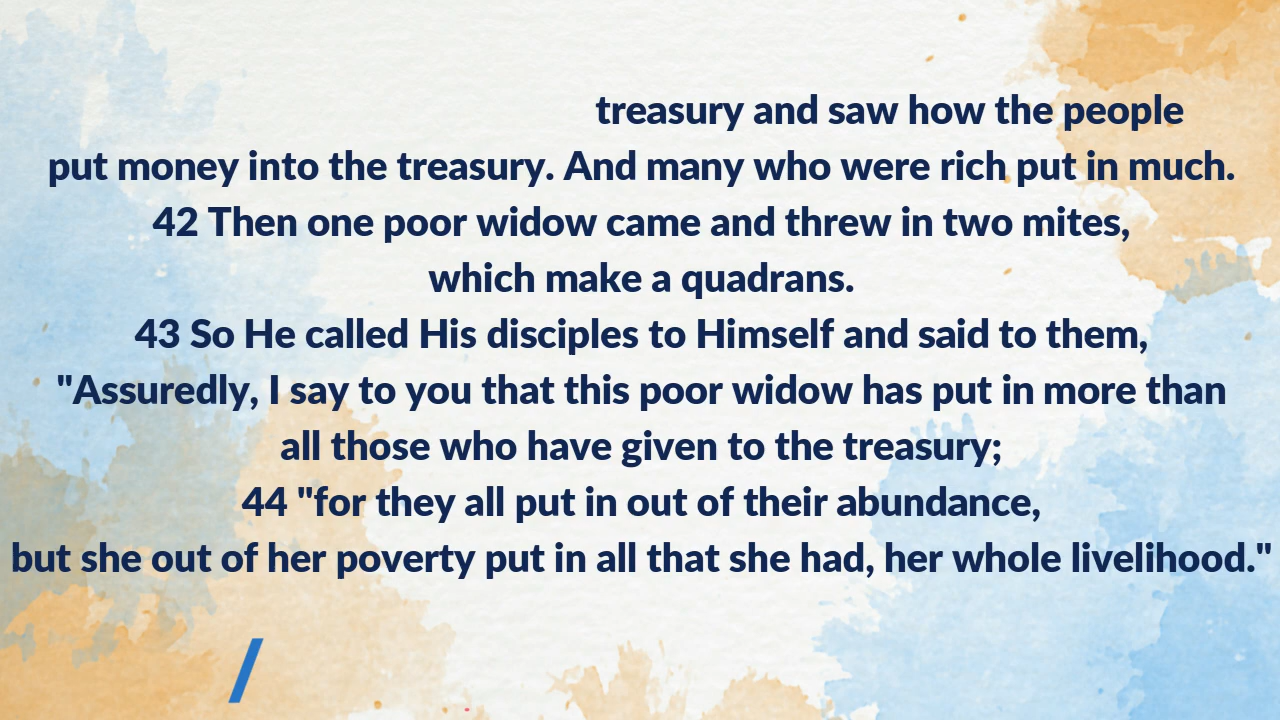 treasury and saw how the people
put money into the treasury. And many who were rich put in much.
42 Then one poor widow came and threw in two mites,
which make a quadrans.
43 So He called His disciples to Himself and said to them,
"Assuredly, I say to you that this poor widow has put in more than
all those who have given to the treasury;
44 "for they all put in out of their abundance,
but she out of her poverty put in all that she had, her whole livelihood."
/